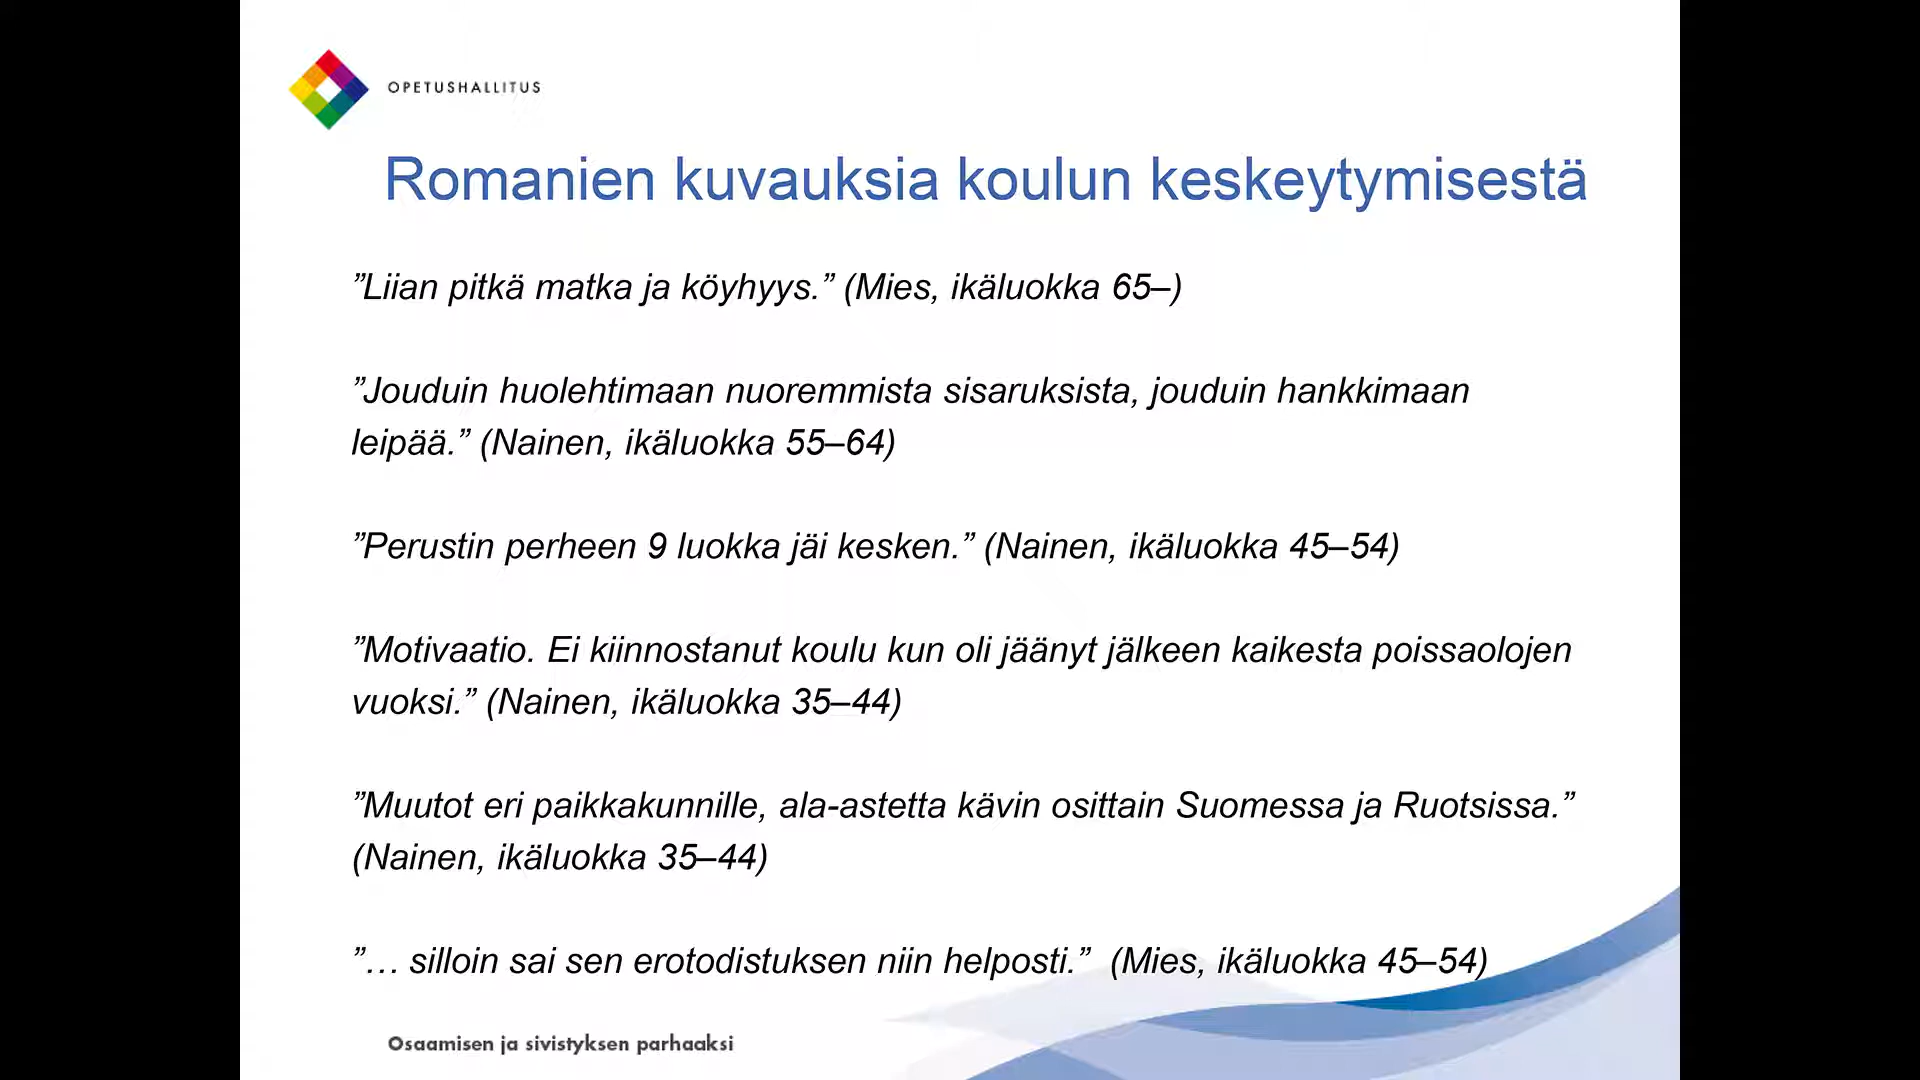 OPETUSHALLITUS
Romanien kuvauksia koulun keskeytymisestä
”Liian pitkä matka ja köyhyys.” (Mies, ikäluokka 65–)
”Jouduin huolehtimaan nuoremmista sisaruksista, jouduin hankkimaan
leipää.” (Nainen, ikäluokka 55–64)
”Perustin perheen 9 luokka jäi kesken.” (Nainen, ikäluokka 45–54)
”Motivaatio. Ei kiinnostanut koulu kun oli jäänyt jälkeen kaikesta poissaolojen
vuoksi.” (Nainen, ikäluokka 35–44)
”Muutot eri paikkakunnille, ala-astetta kävin osittain Suomessa ja Ruotsissa.”
(Nainen, ikäluokka 35–44)
”… silloin sai sen erotodistuksen niin helposti.” (Mies, ikäluokka 45–54)
Osaamisen ja sivistyksen parhaaksi